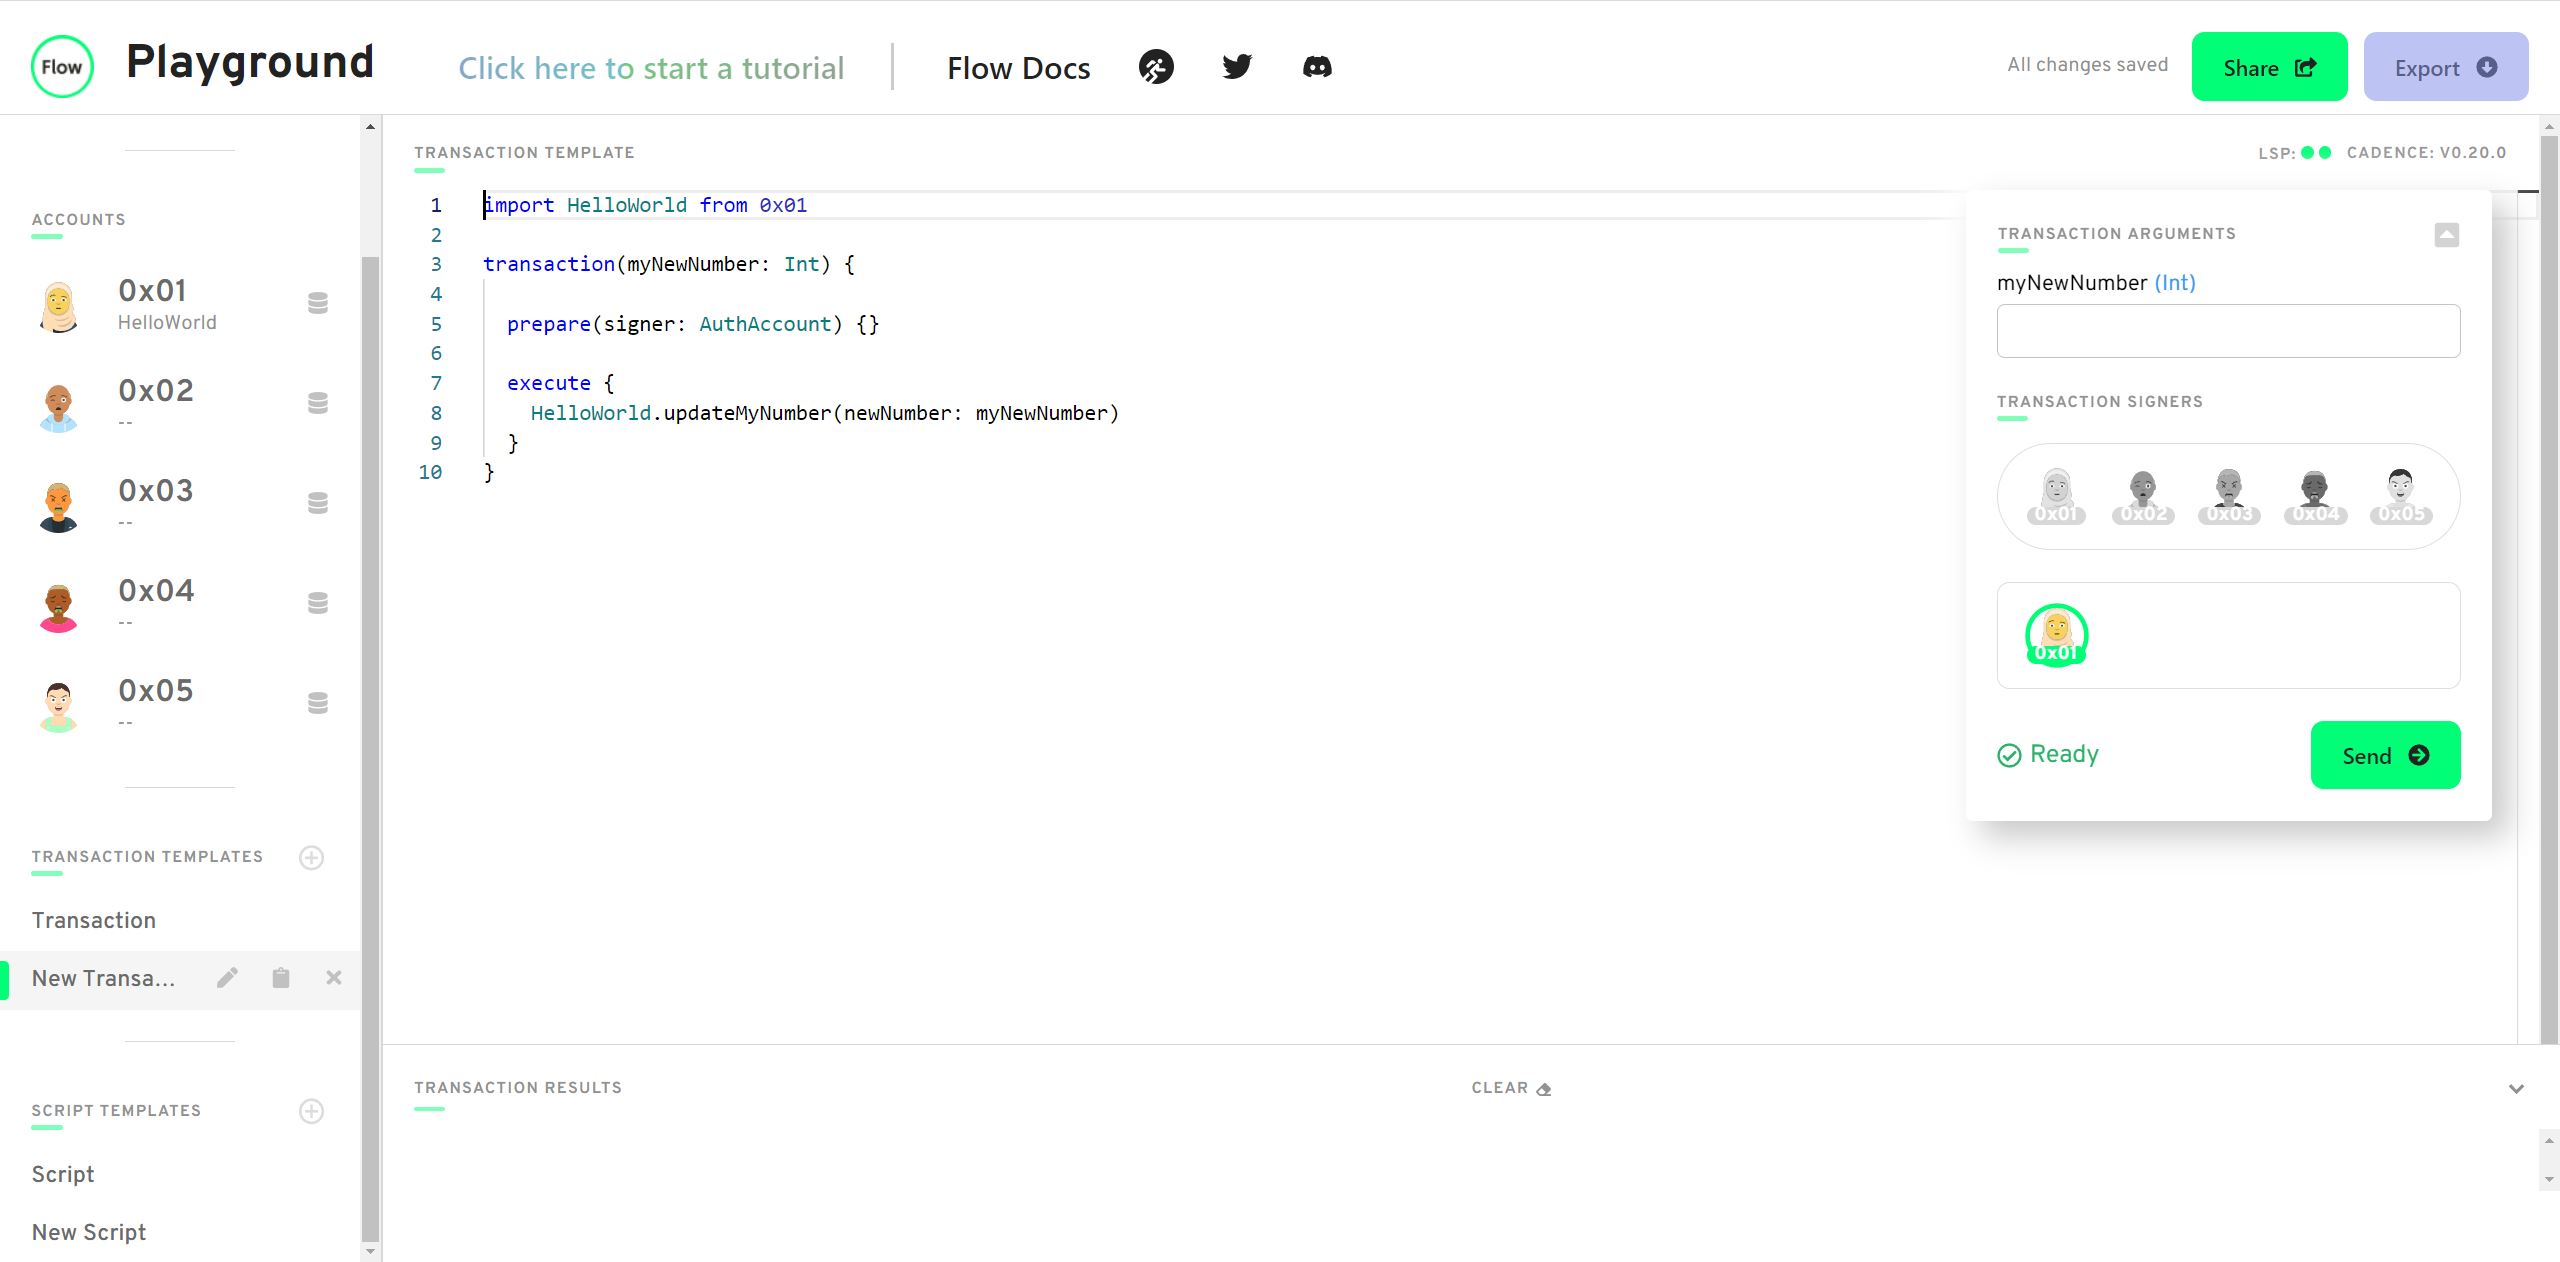 Flow
Playground
Click here to start a tutorial
Flow Docs
All changes saved
Share
Export
ACCOUNTS
0x01
HelloWorld
0x02
--
0x03
--
0x04
--
0x05
--
TRANSACTION TEMPLATES
Transaction
New Transa...
SCRIPT TEMPLATES
Script
New Script
TRANSACTION TEMPLATE
LSP:
CADENCE: V0.20.0
1 import HelloWorld from 0x01
2
3 transaction(myNewNumber: Int) {
4
5 prepare(signer: AuthAccount) {}
6
7 execute {
8 HelloWorld.updateMyNumber(newNumber: myNewNumber)
9 }
10 }
TRANSACTION ARGUMENTS
myNewNumber (Int)
TRANSACTION SIGNERS
0x01 0x02 0x03 0x04 0x05
0x01
Ready
Send
TRANSACTION RESULTS
CLEAR